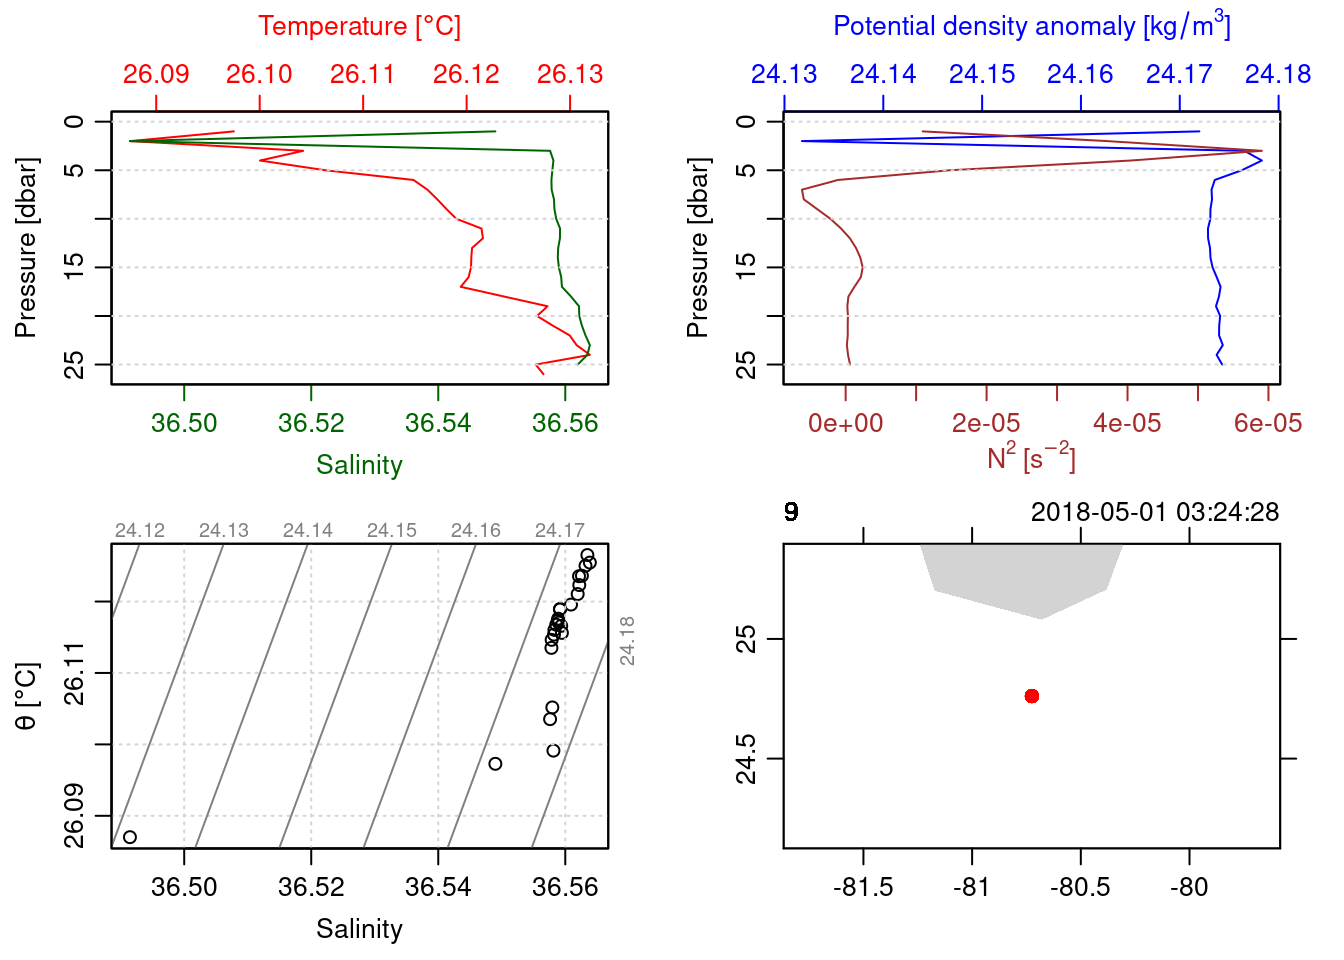 Temperature [°C]
26.09 26.10 26.11 26.12 26.13
0
5
15
25
Pressure [dbar]
36.50 36.52 36.54 36.56
Salinity
Potential density anomaly [kg/m³]
24.13 24.14 24.15 24.16 24.17 24.18
0
5
15
25
Pressure [dbar]
0e+00 2e-05 4e-05 6e-05
N² [s⁻²]
24.12 24.13 24.14 24.15 24.16 24.17
24.18
26.11
26.09
θ [°C]
36.50 36.52 36.54 36.56
Salinity
2018-05-01 03:24:28
25
24.5
-81.5 -81 -80.5 -80